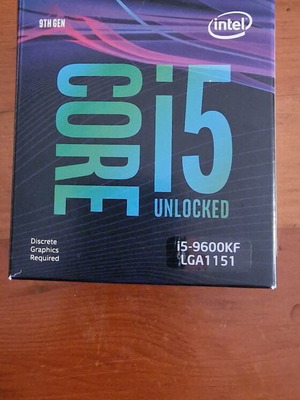 9TH GEN
intel
CORE
i5
UNLOCKED
Discrete
Graphics
Required
i5-9600KF
LGA1151